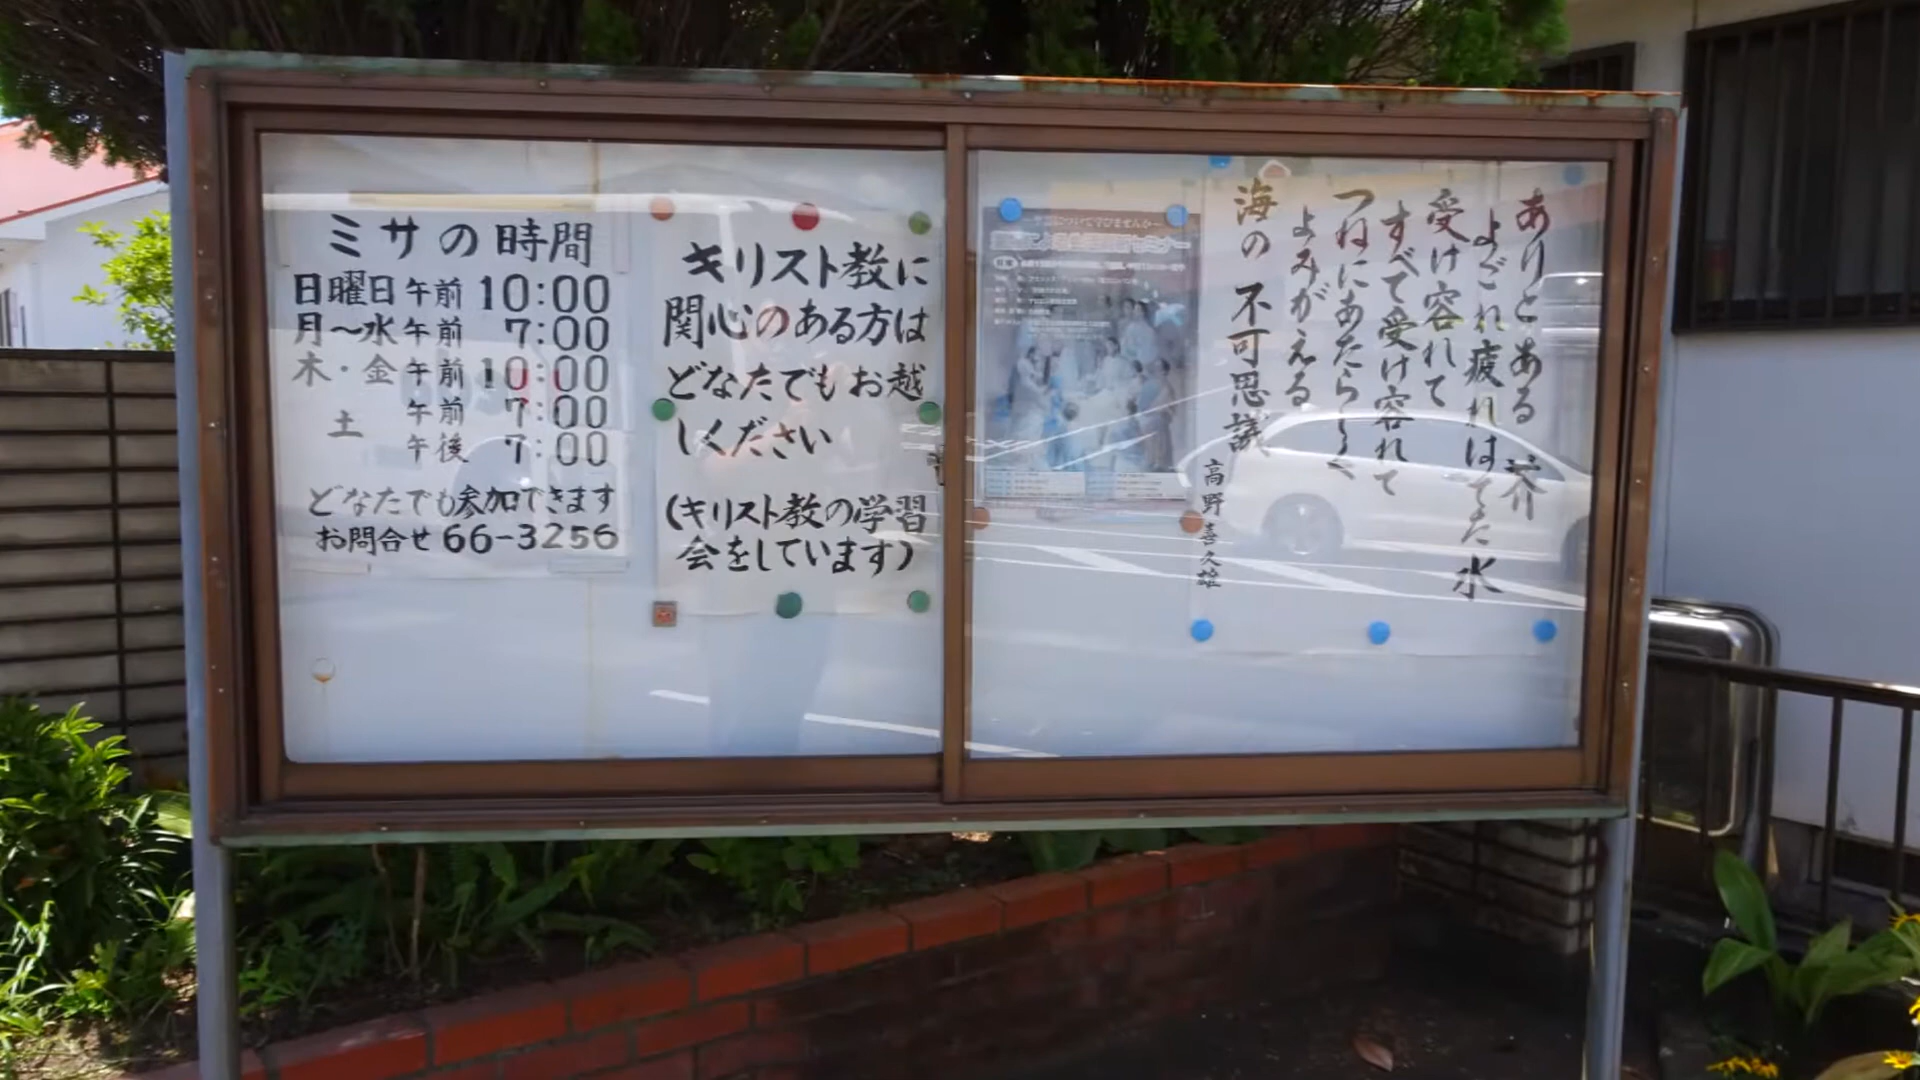 ミサの時間
日曜日 午前 10:00
月～水 午前 7:00
木・金 午前 10:00
土 午前 7:00
午後 7:00
どなたでも参加できます
お問合せ 66-3256
キリスト教に
関心のある方は
どなたでもお越
しください
(キリスト教の学習
会をしています)
ありとある 芥
よごれ疲れはてた 水
受け容れて
すべて受け容れて
つねにあたらしく
よみがえる
海の 不可思議
高野喜久雄